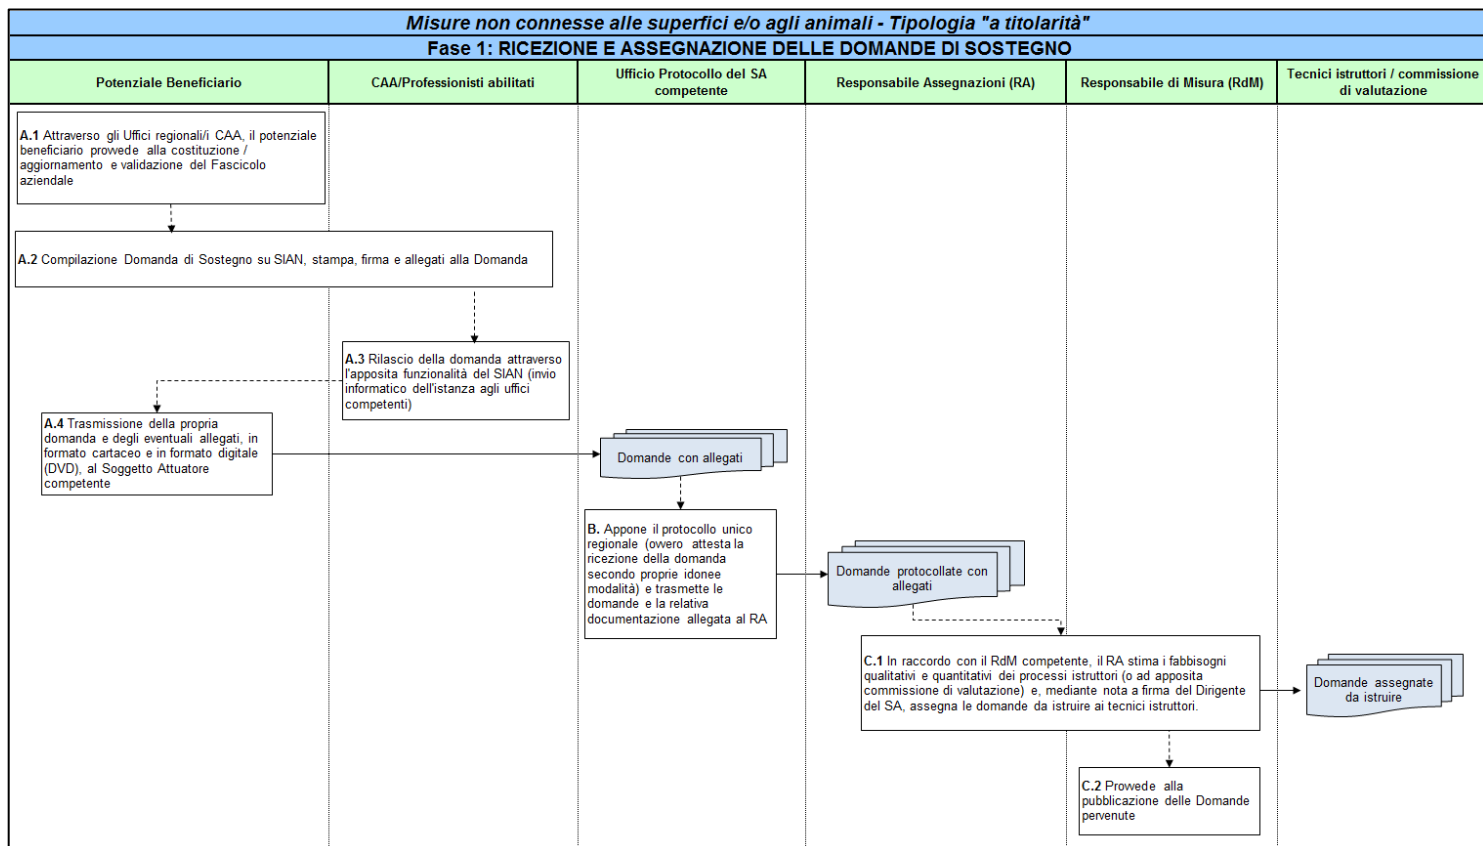 Misure non connesse alle superfici e/o agli animali - Tipologia "a titolarità"
Fase 1: RICEZIONE E ASSEGNAZIONE DELLE DOMANDE DI SOSTEGNO
Potenziale Beneficiario
CAA/Professionisti abilitati
Ufficio Protocollo del SA
competente
Responsabile Assegnazioni (RA)
Responsabile di Misura (RdM)
Tecnici istruttori / commissione
di valutazione
A.1 Attraverso gli Uffici regionali/i CAA, il potenziale
beneficiario provvede alla costituzione /
aggiornamento e validazione del Fascicolo
aziendale
A.2 Compilazione Domanda di Sostegno su SIAN, stampa, firma e allegati alla Domanda
A.3 Rilascio della domanda attraverso
l'apposita funzionalità del SIAN (invio
informatico dell'istanza agli uffici
competenti)
A.4 Trasmissione della propria
domanda e degli eventuali allegati, in
formato cartaceo e in formato digitale
(DVD), al Soggetto Attuatore
competente
Domande con allegati
B. Appone il protocollo unico
regionale (ovvero attesta la
ricezione della domanda
secondo proprie idonee
modalità) e trasmette le
domande e la relativa
documentazione allegata al RA
Domande protocollate con
allegati
C.1 In raccordo con il RdM competente, il RA stima i fabbisogni
qualitativi e quantitativi dei processi istruttori (o ad apposita
commissione di valutazione) e, mediante nota a firma del Dirigente
del SA, assegna le domande da istruire ai tecnici istruttori.
Domande assegnate
da istruire
C.2 Provvede alla
pubblicazione delle Domande
pervenute